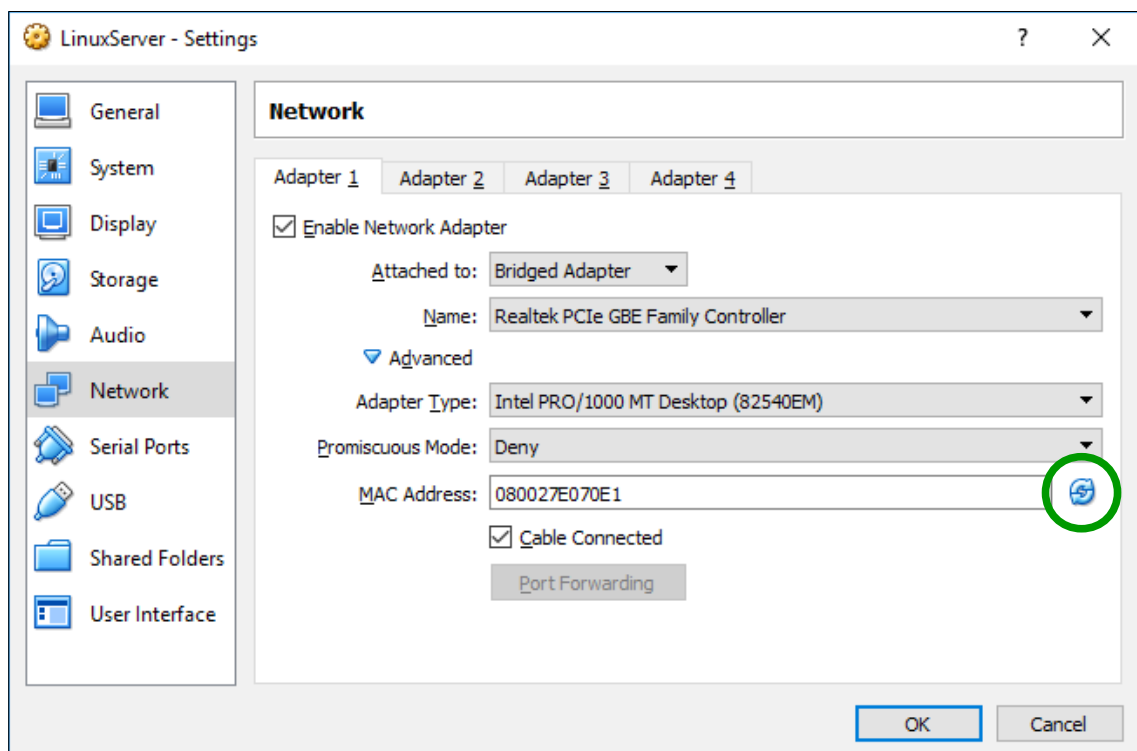 LinuxServer - Settings
?
General
System
Display
Storage
Audio
Network
Serial Ports
USB
Shared Folders
User Interface
Network
Adapter 1 Adapter 2 Adapter 3 Adapter 4
Enable Network Adapter
Attached to: Bridged Adapter
Name: Realtek PCIe GBE Family Controller
Advanced
Adapter Type: Intel PRO/1000 MT Desktop (82540EM)
Promiscuous Mode: Deny
MAC Address: 080027E070E1
Cable Connected
Port Forwarding
OK Cancel